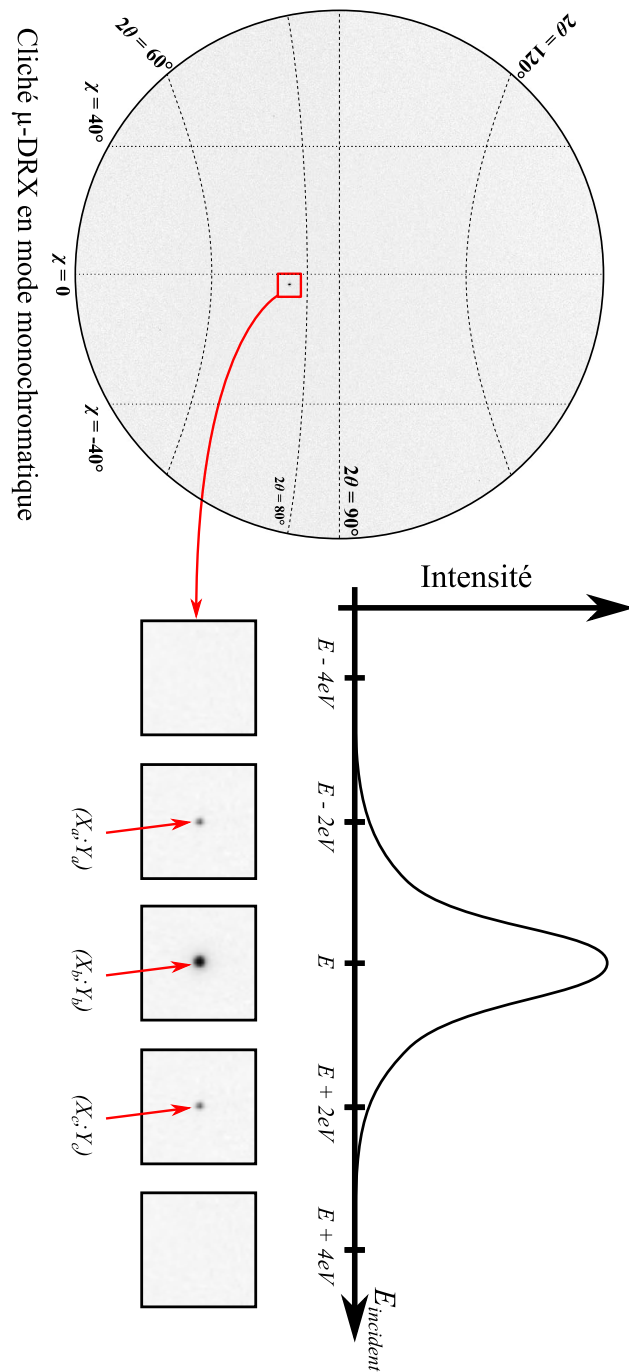 2θ = 120°
2θ = 60°
χ = 40°
χ = 0
χ = -40°
2θ = 90°
2θ = 80°
Cliché μ-DRX en mode monochromatique
Intensité
E - 4eV
E - 2eV
E
E + 2eV
E + 4eV
E_incident
(X_a;Y_a)
(X_b;Y_b)
(X_c;Y_c)